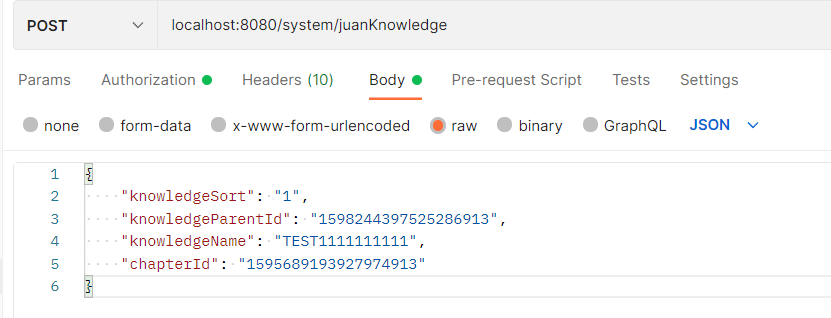 POST localhost:8080/system/juanKnowledge
Params Authorization Headers (10) Body Pre-request Script Tests Settings
none form-data x-www-form-urlencoded raw binary GraphQL JSON
1 {
2 "knowledgeSort": "1",
3 "knowledgeParentId": "1598244397525286913",
4 "knowledgeName": "TEST1111111111",
5 "chapterId": "1595689193927974913"
6 }